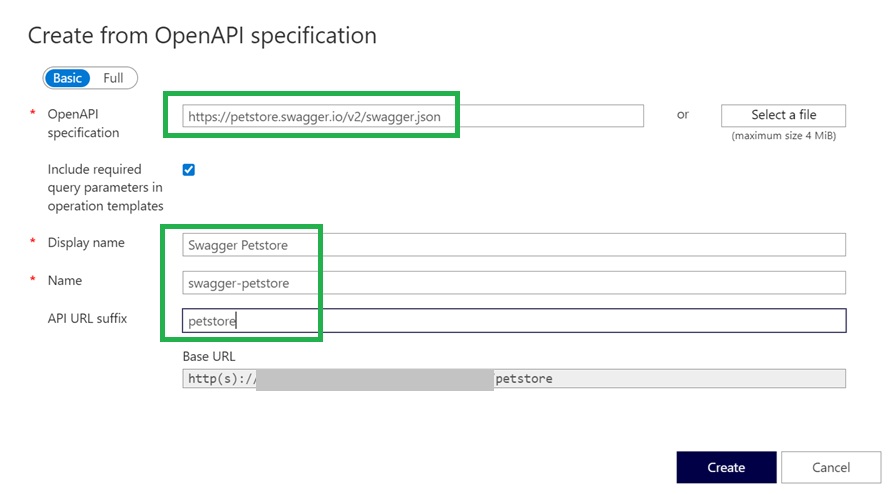 Create from OpenAPI specification
Basic Full
* OpenAPI specification
https://petstore.swagger.io/v2/swagger.json
or
Select a file
(maximum size 4 MiB)
Include required
query parameters in
operation templates
* Display name
Swagger Petstore
* Name
swagger-petstore
API URL suffix
petstore
Base URL
http(s):// petstore
Create Cancel